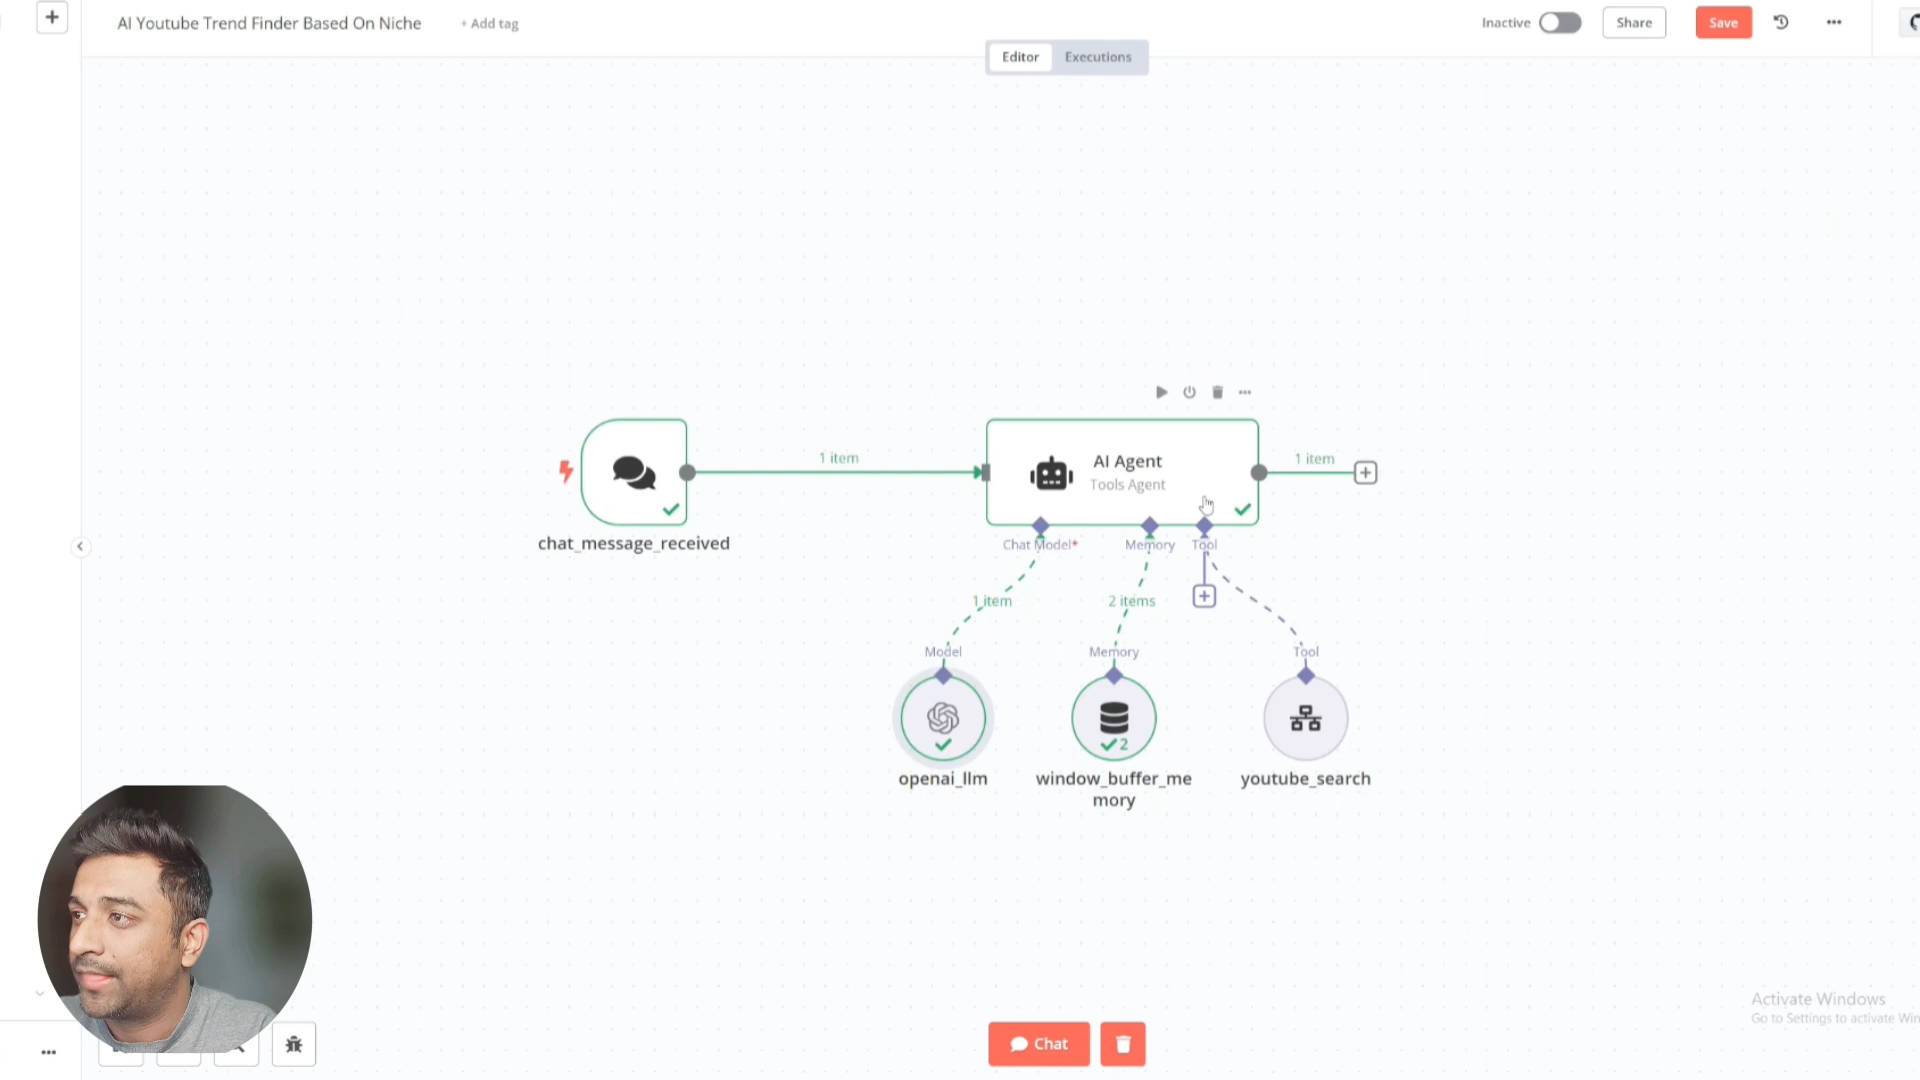 AI Youtube Trend Finder Based On Niche
+ Add tag
Inactive
Share
Save
Editor
Executions
1 item
AI Agent
Tools Agent
1 item
chat_message_received
Chat Model*
Memory
Tool
1 item
2 items
Model
Memory
Tool
2
openai_llm
window_buffer_me
mory
youtube_search
Activate Windows
Go to Settings to activate Win
Chat